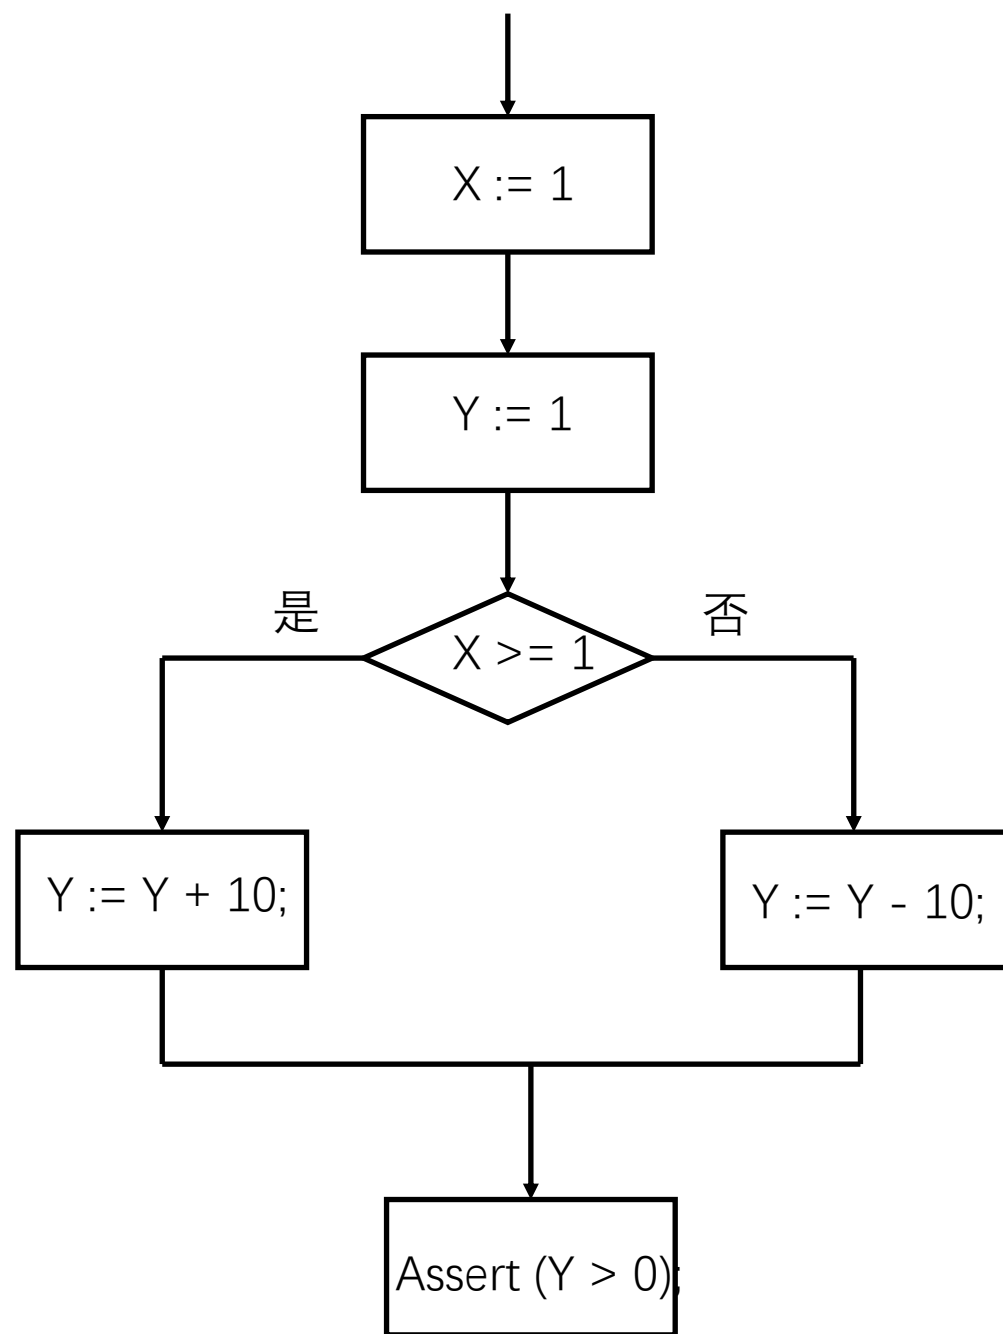 X := 1
Y := 1
是
否
X >= 1
Y := Y + 10;
Y := Y - 10;
Assert (Y > 0);